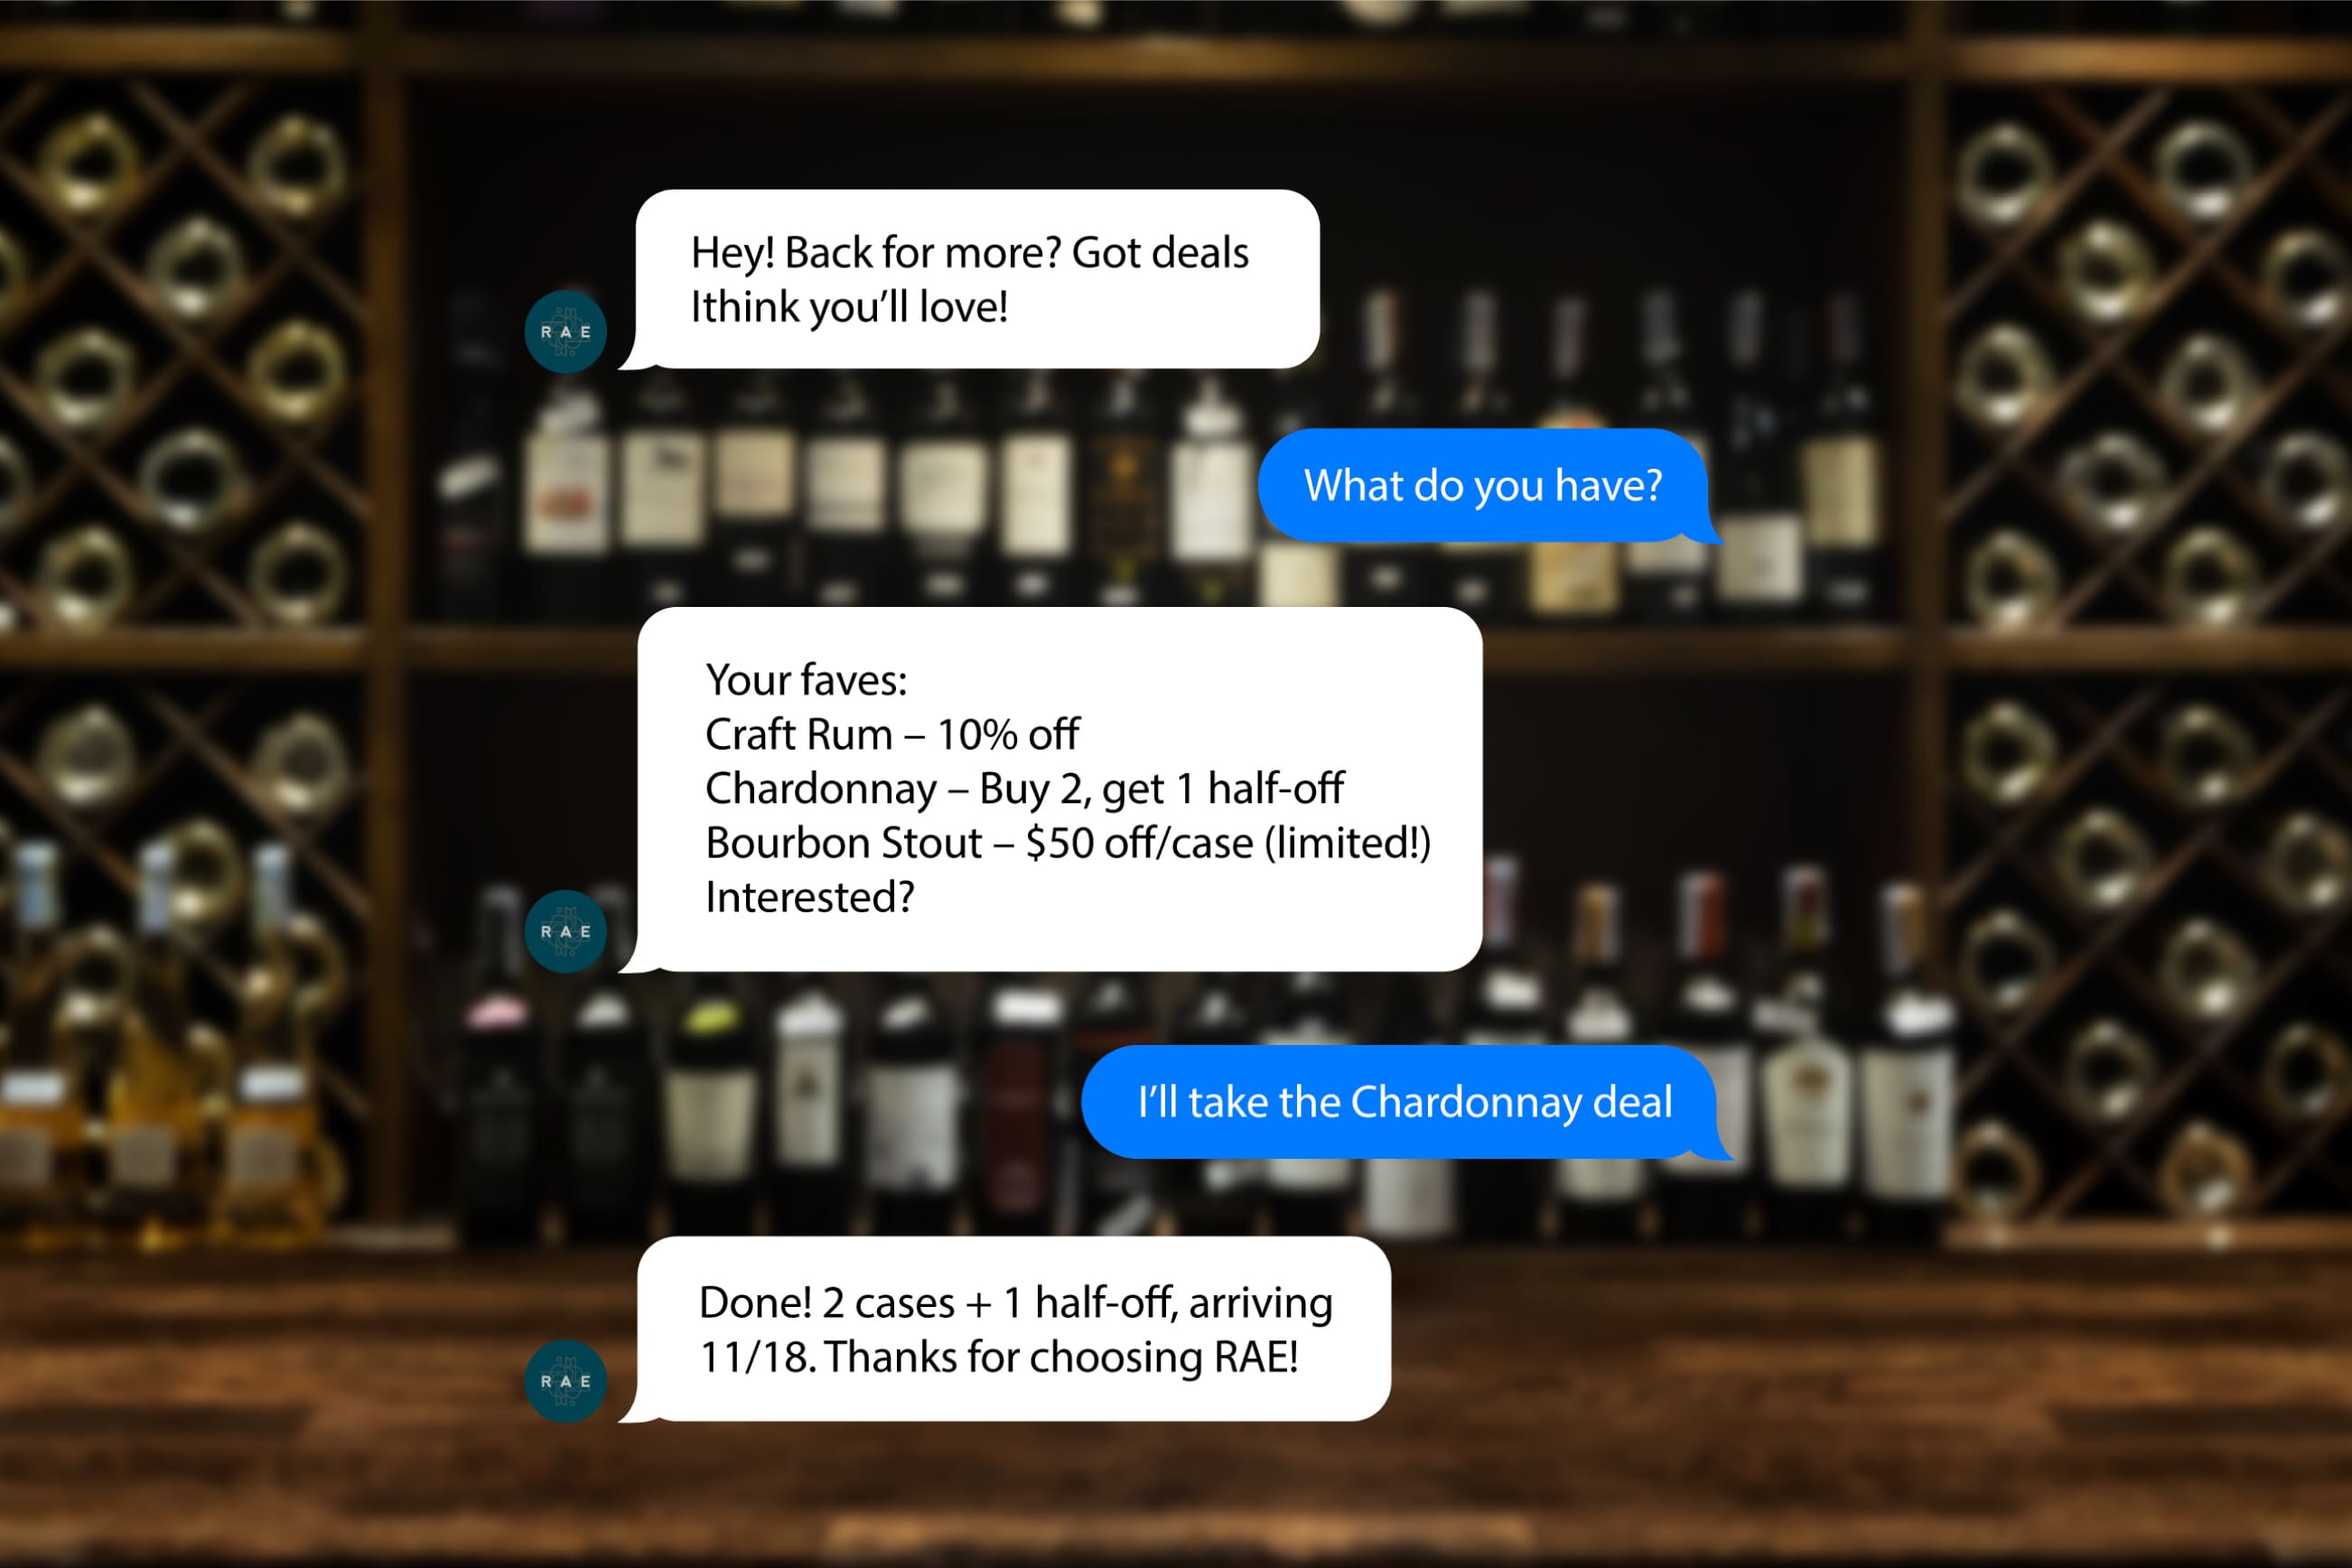 Hey! Back for more? Got deals
Ithink you’ll love!
RAE
What do you have?
Your faves:
Craft Rum – 10% off
Chardonnay – Buy 2, get 1 half-off
Bourbon Stout – $50 off/case (limited!)
Interested?
RAE
I’ll take the Chardonnay deal
Done! 2 cases + 1 half-off, arriving
11/18. Thanks for choosing RAE!
RAE